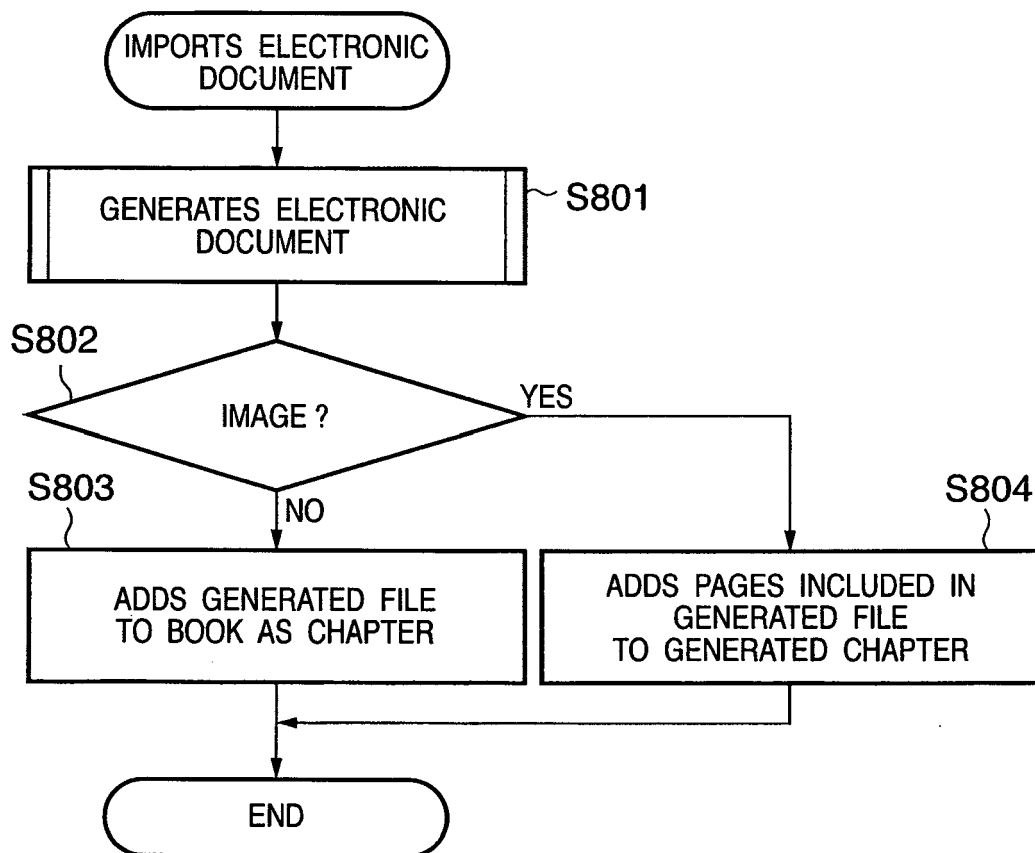 IMPORTS ELECTRONIC
DOCUMENT
GENERATES ELECTRONIC
DOCUMENT
S801
S802
IMAGE ?
YES
NO
S803
ADDS GENERATED FILE
TO BOOK AS CHAPTER
S804
ADDS PAGES INCLUDED IN
GENERATED FILE
TO GENERATED CHAPTER
END